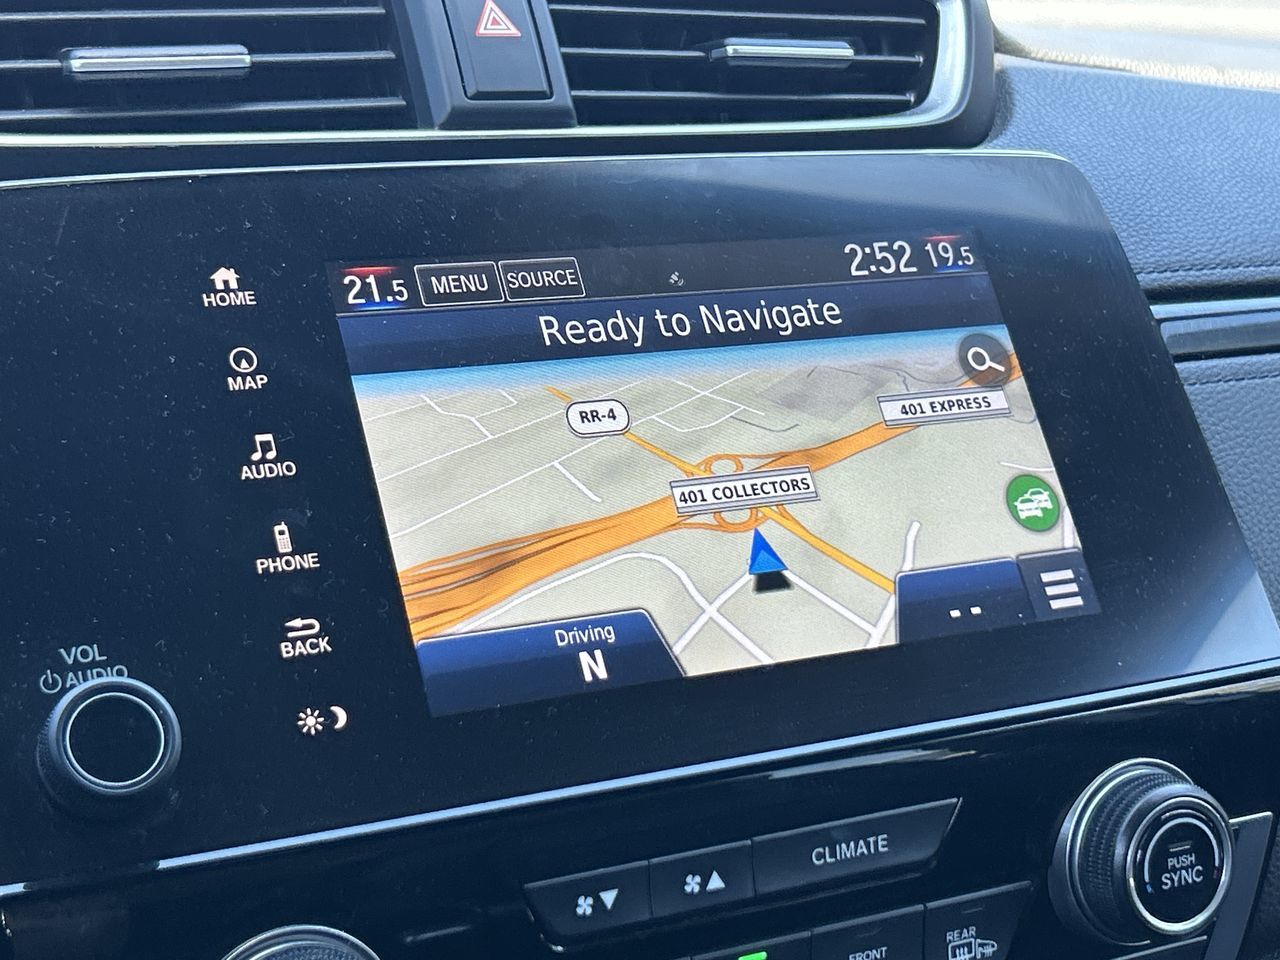 21.5 MENU SOURCE 2:52 19.5
Ready to Navigate
HOME
MAP
AUDIO
PHONE
BACK
RR-4
401 EXPRESS
401 COLLECTORS
Driving
N
--
VOL
AUDIO
CLIMATE
PUSH
SYNC
FRONT
REAR